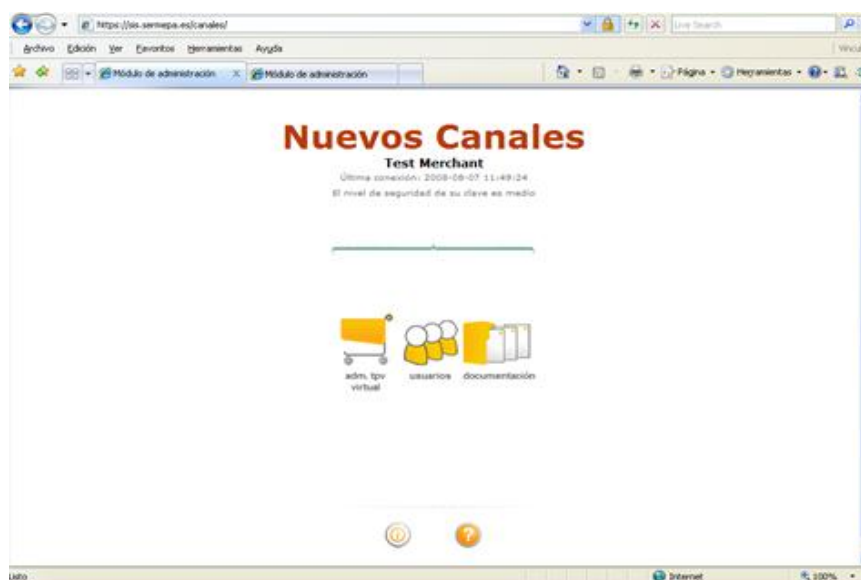 https://sis.sermepa.es/canales/
Live Search
Archivo Edición Ver Favoritos Herramientas Ayuda
Módulo de administración
Módulo de administración
Página
Herramientas
Nuevos Canales
Test Merchant
Última conexión: 2008-08-07 11:49:24
El nivel de seguridad de su clave es medio
adm. tpv
virtual
usuarios
documentación
?
Listo
Internet
100%